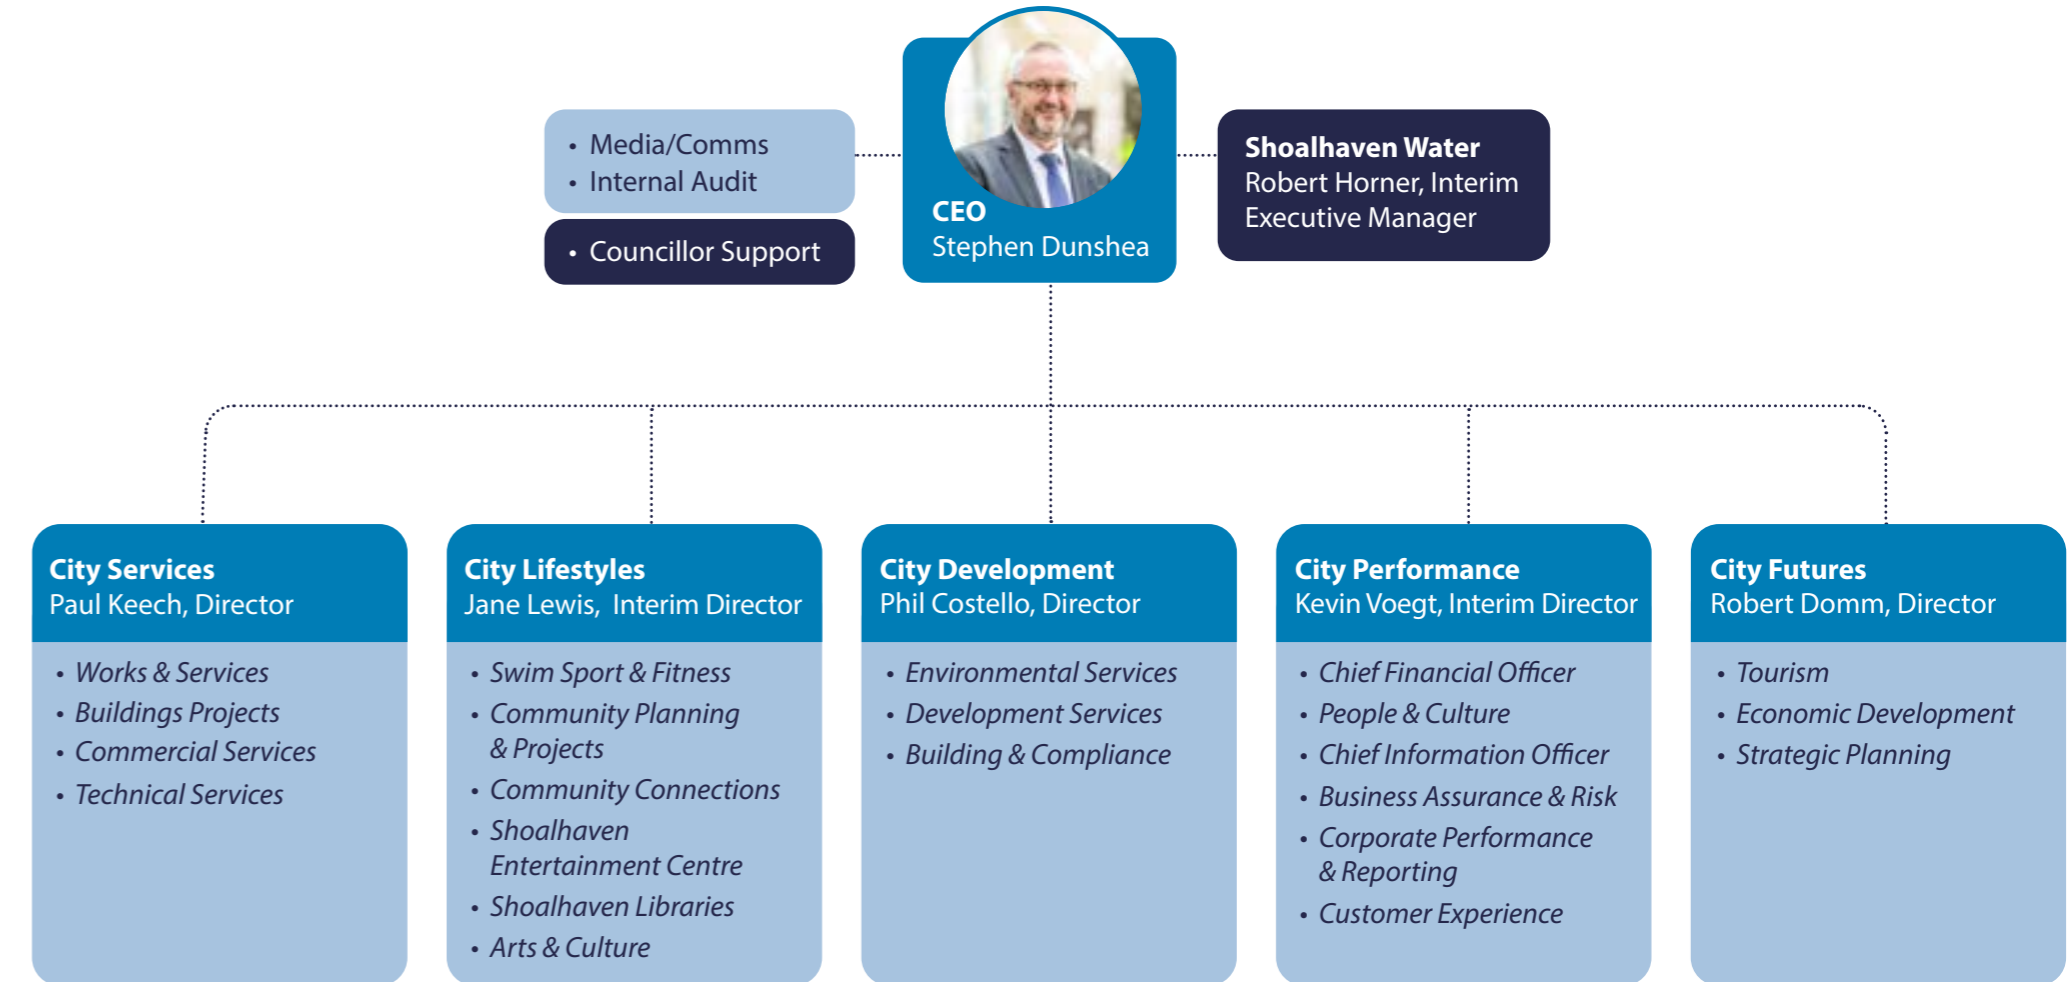 • Media/Comms
• Internal Audit
• Councillor Support
CEO
Stephen Dunshea
Shoalhaven Water
Robert Horner, Interim
Executive Manager
City Services
Paul Keech, Director
• Works & Services
• Buildings Projects
• Commercial Services
• Technical Services
City Lifestyles
Jane Lewis, Interim Director
• Swim Sport & Fitness
• Community Planning
& Projects
• Community Connections
• Shoalhaven
Entertainment Centre
• Shoalhaven Libraries
• Arts & Culture
City Development
Phil Costello, Director
• Environmental Services
• Development Services
• Building & Compliance
City Performance
Kevin Voegt, Interim Director
• Chief Financial Officer
• People & Culture
• Chief Information Officer
• Business Assurance & Risk
• Corporate Performance
& Reporting
• Customer Experience
City Futures
Robert Domm, Director
• Tourism
• Economic Development
• Strategic Planning